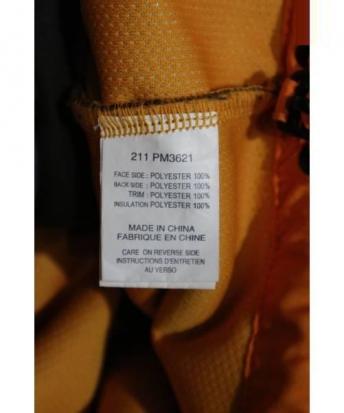 211 PM3621
FACE SIDE : POLYESTER 100%
BACK SIDE : POLYESTER 100%
TRIM : POLYESTER 100%
INSULATION POLYESTER 100%
MADE IN CHINA
FABRIQUE EN CHINE
CARE ON REVERSE SIDE
INSTRUCTIONS D'ENTRETIEN
AU VERSO